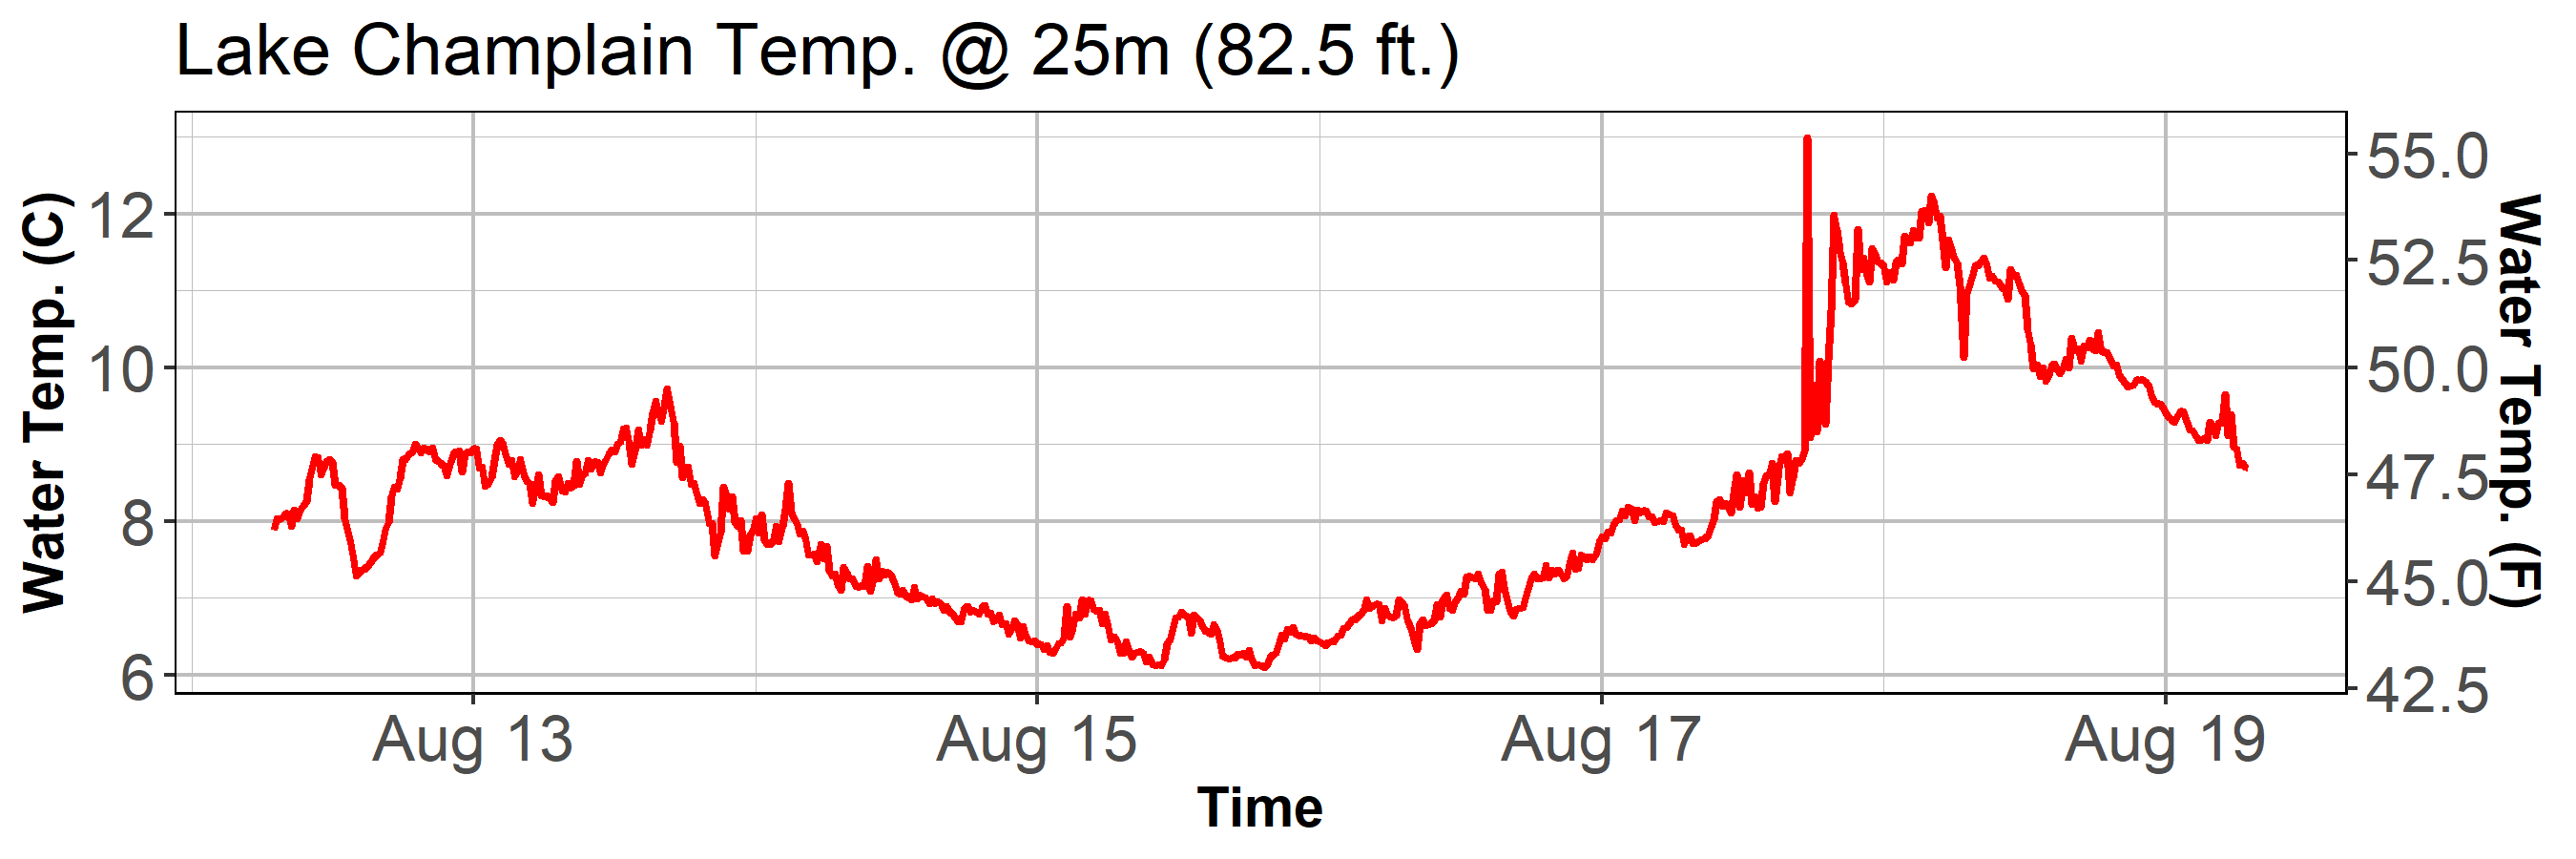 Lake Champlain Temp. @ 25m (82.5 ft.)
Water Temp. (C)
12
10
8
6
55.0
52.5
50.0
47.5
45.0
42.5
Water Temp. (F)
Aug 13
Aug 15
Aug 17
Aug 19
Time